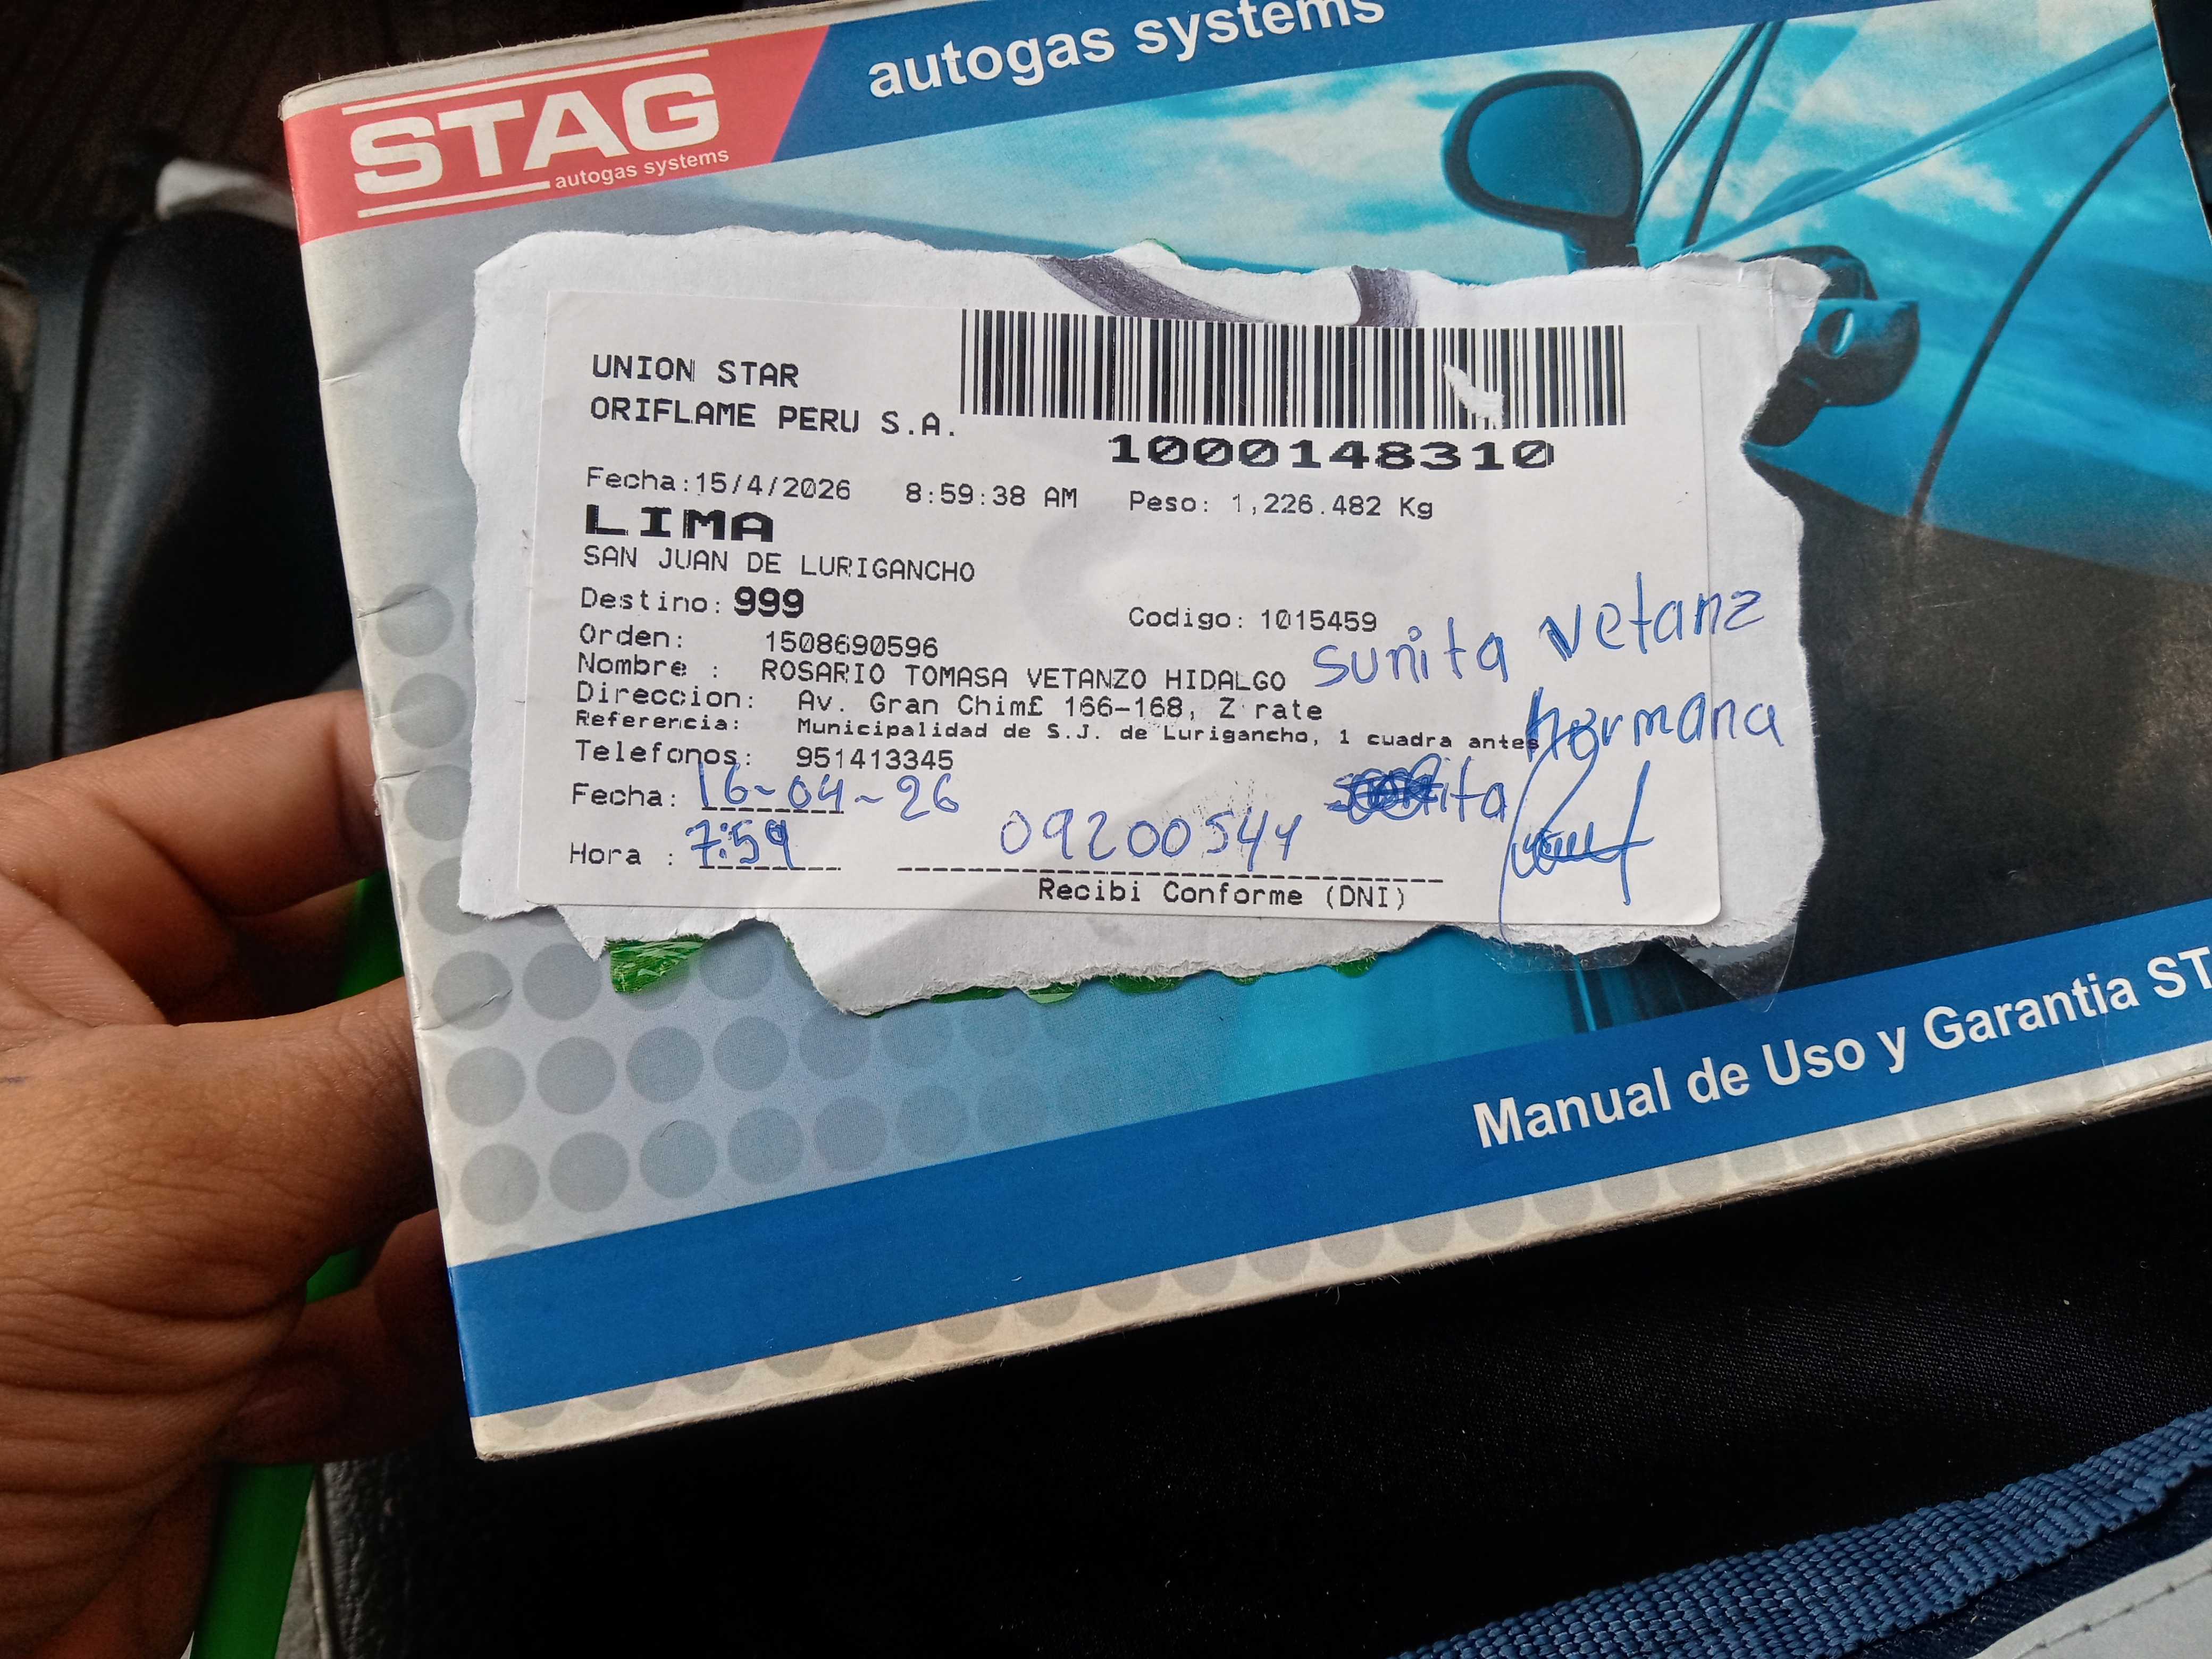 autogas systems
STAG
autogas systems
UNION STAR
ORIFLAME PERU S.A.
1000148310
Fecha:15/4/2026 8:59:38 AM Peso: 1,226.482 Kg
LIMA
SAN JUAN DE LURIGANCHO
Destino: 999 Codigo: 1015459
Orden: 1508690596
Nombre : ROSARIO TOMASA VETANZO HIDALGO
sunita vetanz
Direccion: Av. Gran Chim£ 166-168, Z rate
Referencia: Municipalidad de S.J. de Lurigancho, 1 cuadra antes
hermana
Telefonos: 951413345
Fecha: 16-04-26
Hora : 7:59
09200544
Recibi Conforme (DNI)
Manual de Uso y Garantia ST